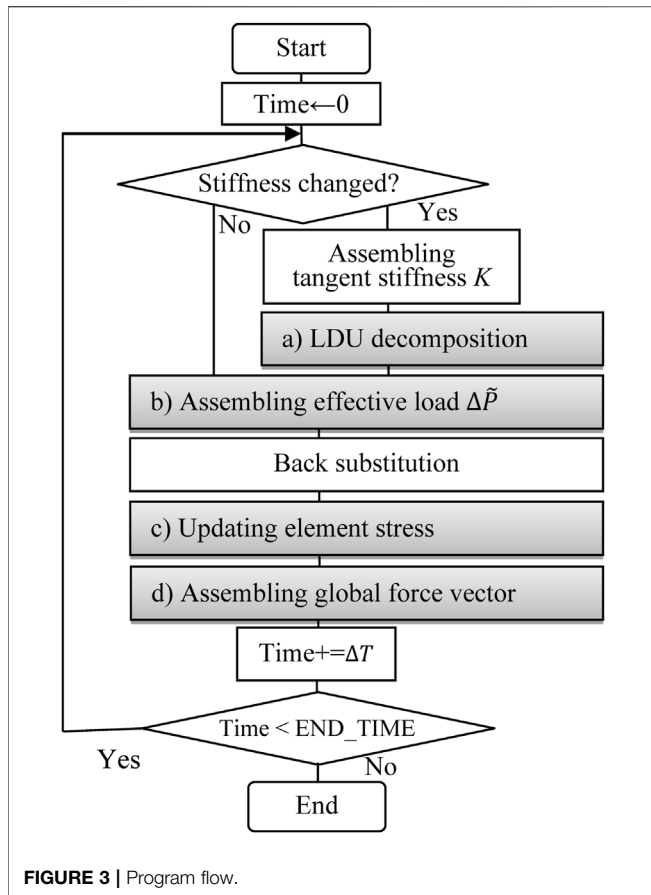 Start
Time←0
Stiffness changed?
No
Yes
Assembling
tangent stiffness K
a) LDU decomposition
b) Assembling effective load ΔP̃
Back substitution
c) Updating element stress
d) Assembling global force vector
Time+=ΔT
Time < END_TIME
Yes
No
End
FIGURE 3 | Program flow.